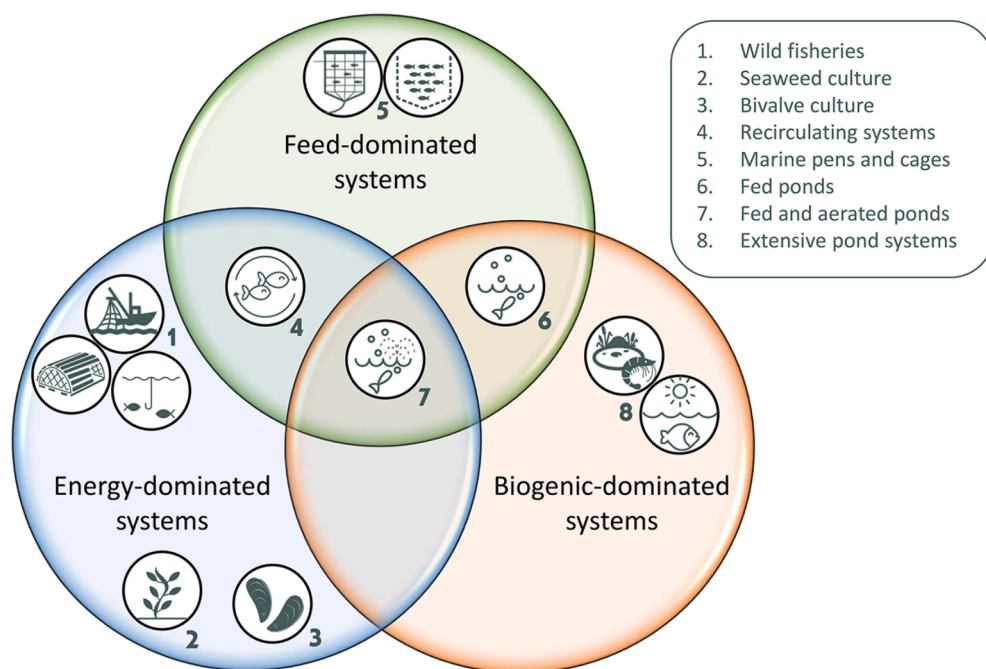 1. Wild fisheries
2. Seaweed culture
3. Bivalve culture
4. Recirculating systems
5. Marine pens and cages
6. Fed ponds
7. Fed and aerated ponds
8. Extensive pond systems
5
Feed-dominated
systems
4
6
1
7
8
Energy-dominated
systems
Biogenic-dominated
systems
2
3